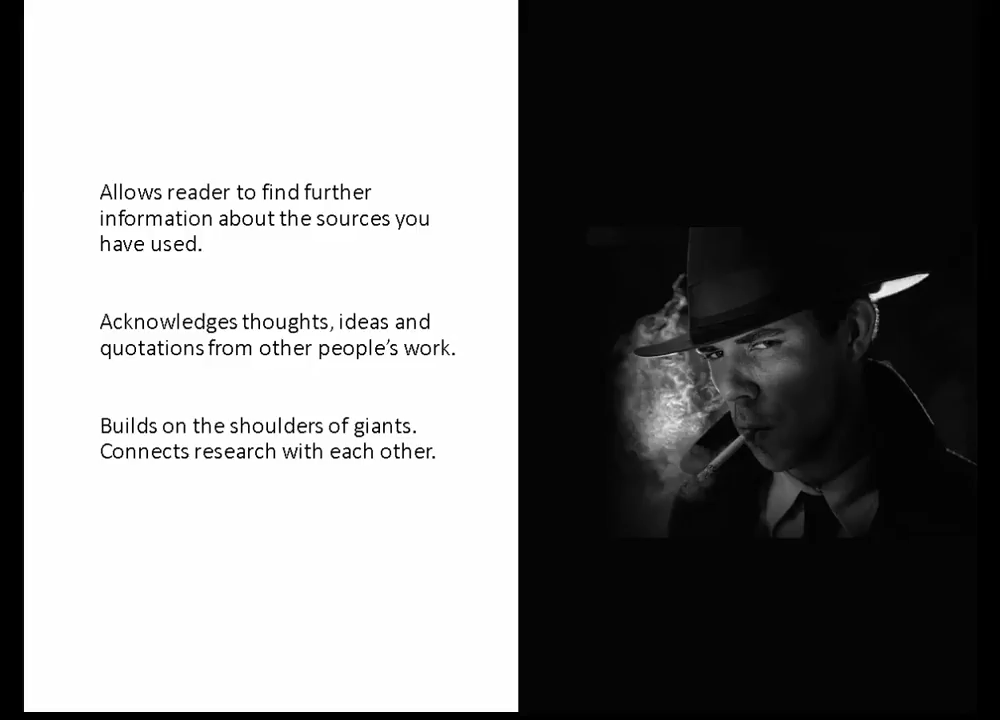 Allows reader to find further
information about the sources you
have used.
Acknowledges thoughts, ideas and
quotations from other people’s work.
Builds on the shoulders of giants.
Connects research with each other.